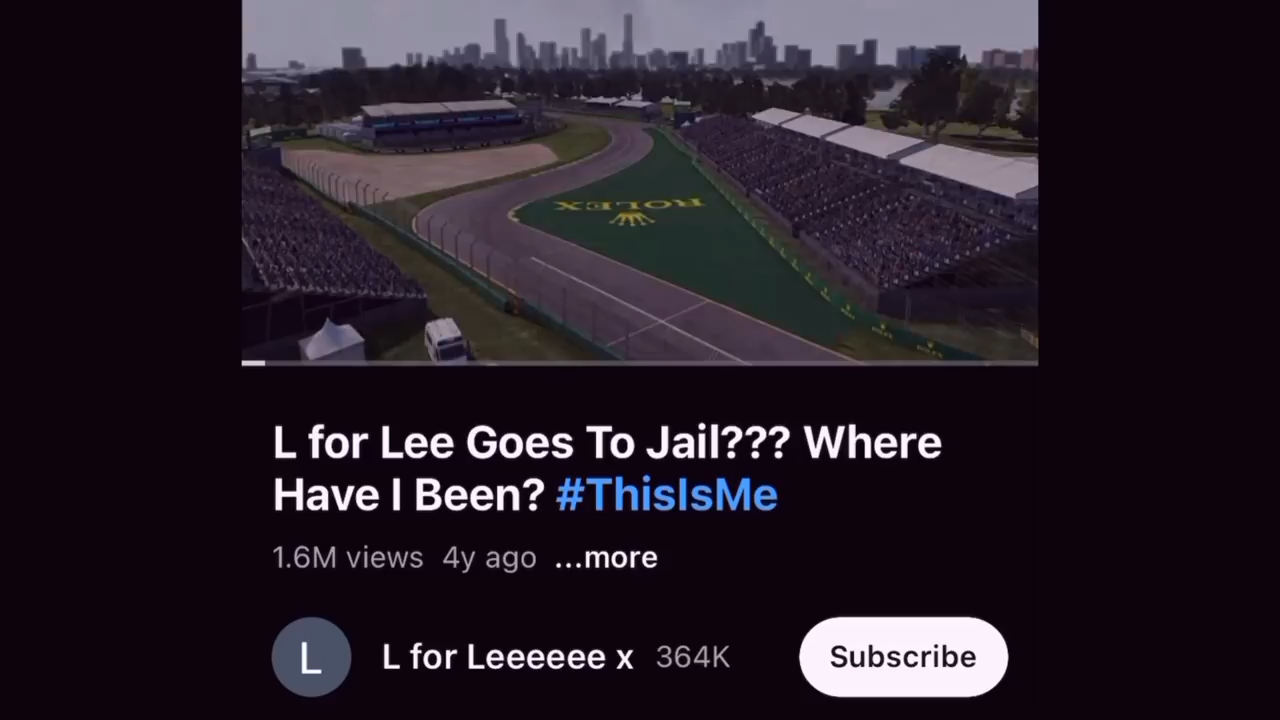 ROLEX
L for Lee Goes To Jail??? Where
Have I Been? #ThisIsMe
1.6M views 4y ago ...more
L
L for Leeeeee x 364K
Subscribe